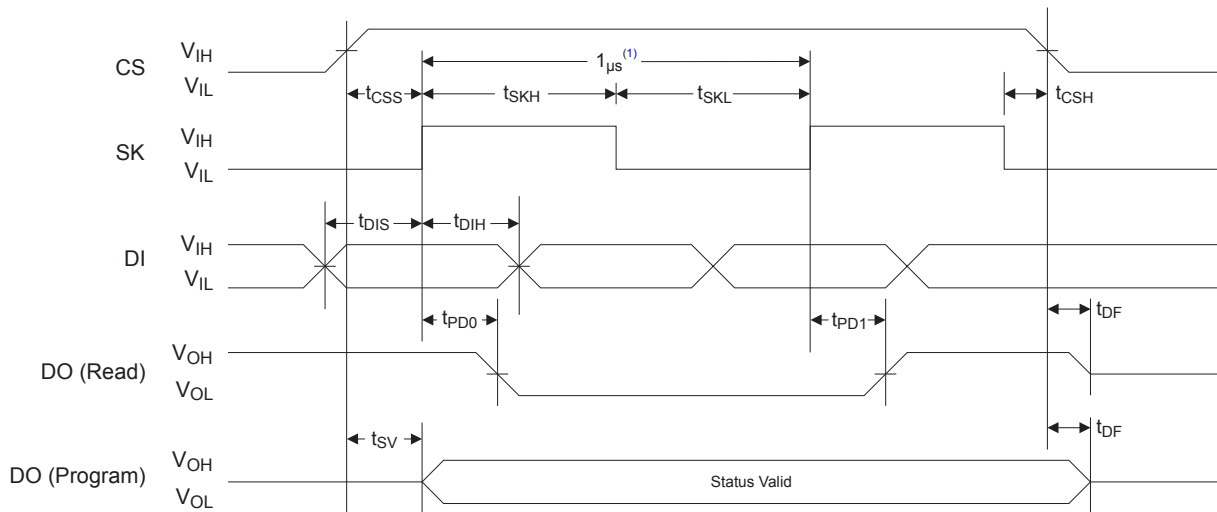 CS
VIH
VIL
1µs(1)
tCSS
tSKH
tSKL
tCSH
SK
VIH
VIL
tDIS
tDIH
DI
VIH
VIL
tPD0
tPD1
tDF
DO (Read)
VOH
VOL
tSV
tDF
DO (Program)
VOH
VOL
Status Valid